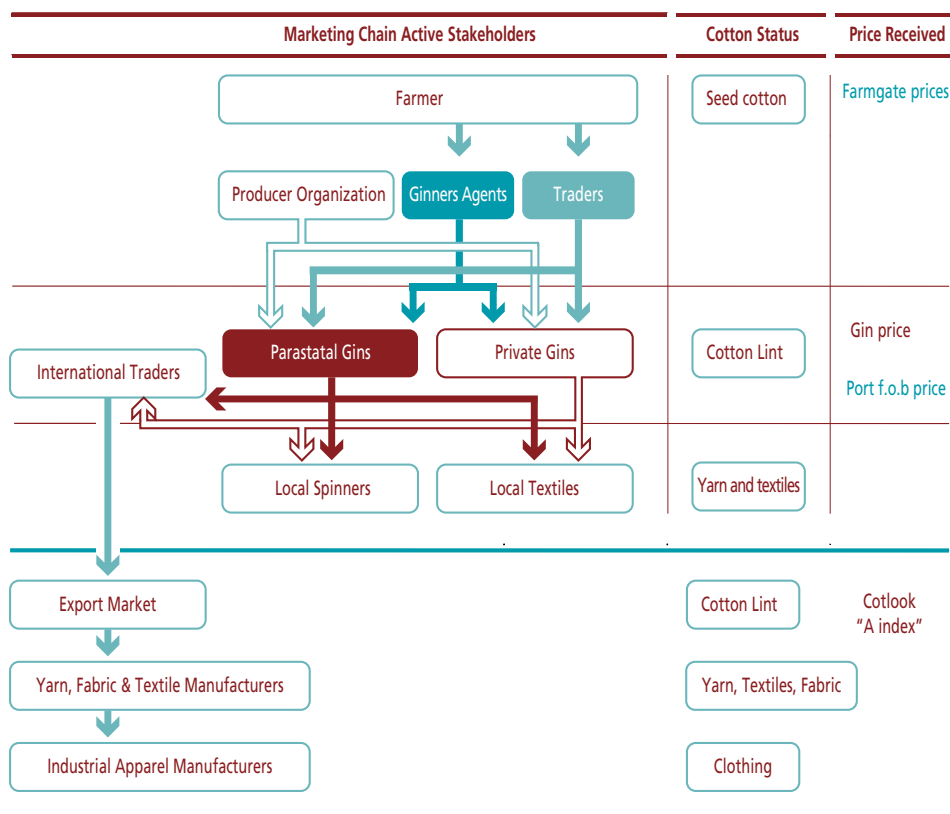 Marketing Chain Active Stakeholders
Cotton Status
Price Received
Farmer
Seed cotton
Farmgate prices
Producer Organization
Ginners Agents
Traders
Parastatal Gins
Private Gins
Cotton Lint
Gin price
International Traders
Port f.o.b price
Local Spinners
Local Textiles
Yarn and textiles
Export Market
Cotton Lint
Cotlook
“A index”
Yarn, Fabric & Textile Manufacturers
Yarn, Textiles, Fabric
Industrial Apparel Manufacturers
Clothing